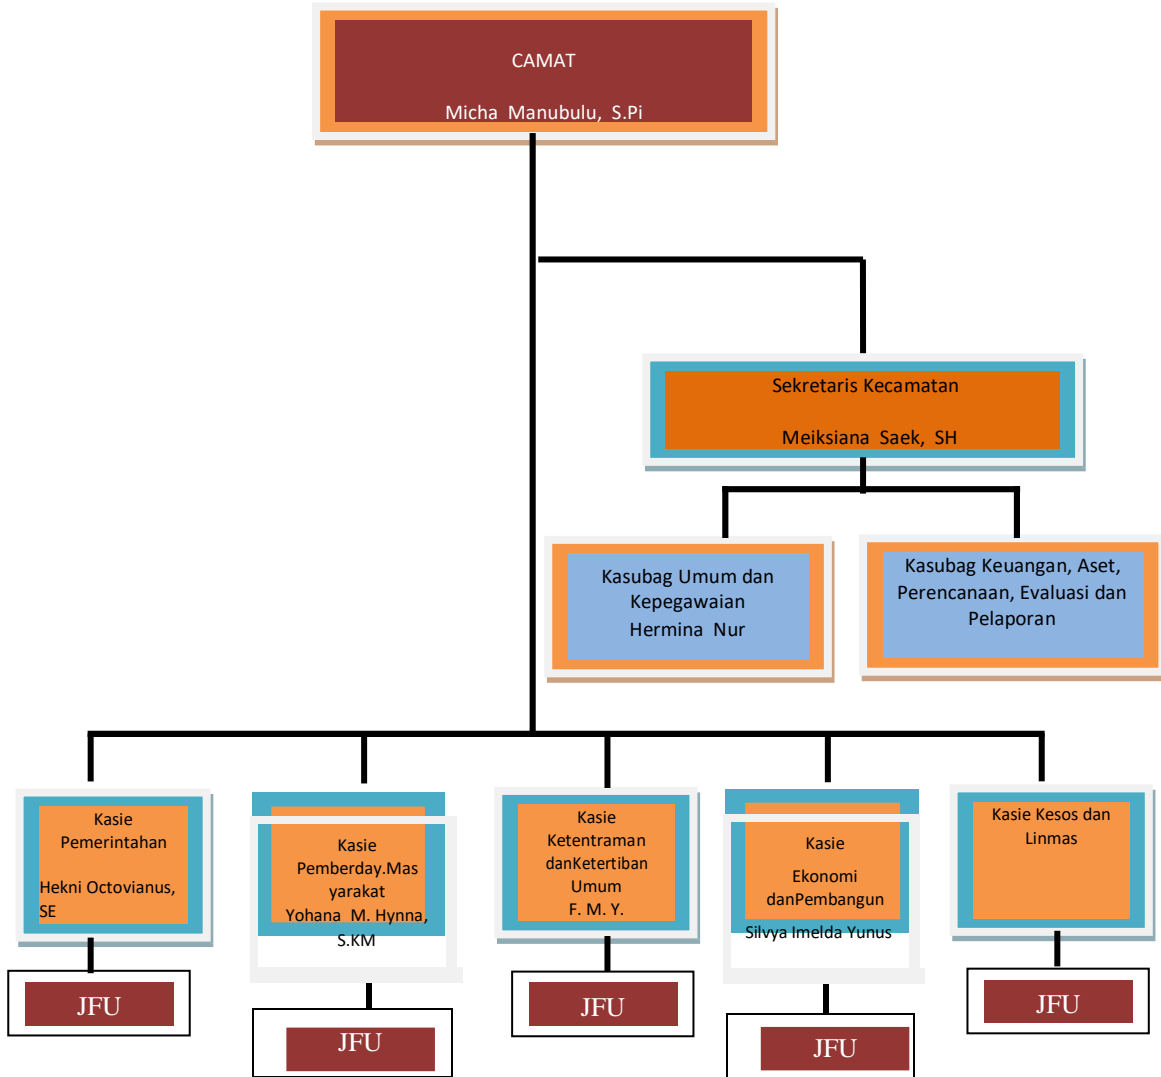 CAMAT
Micha Manubulu, S.Pi
Sekretaris Kecamatan
Meiksiana Saek, SH
Kasubag Umum dan
Kepegawaian
Hermina Nur
Kasubag Keuangan, Aset,
Perencanaan, Evaluasi dan
Pelaporan
Kasie
Pemerintahan
Hekni Octovianus,
SE
Kasie
Pemberday.Mas
yarakat
Yohana M. Hynna,
S.KM
Kasie
Ketentraman
danKetertiban
Umum
F. M. Y.
Kasie
Ekonomi
danPembangun
Silvya Imelda Yunus
Kasie Kesos dan
Linmas
JFU
JFU
JFU
JFU
JFU